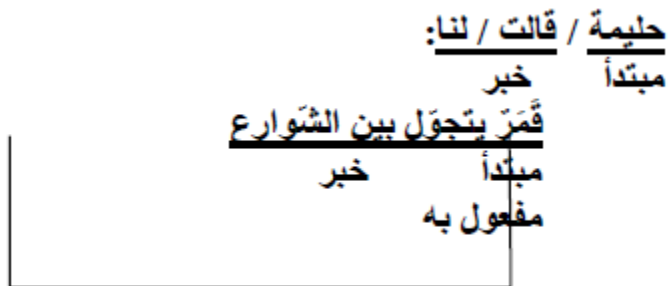 حليمة / قالت / لنا:
مبتدأ خبر
قَمَرٌ يتجوّل بين الشّوارع
مبتدأ خبر
مفعول به